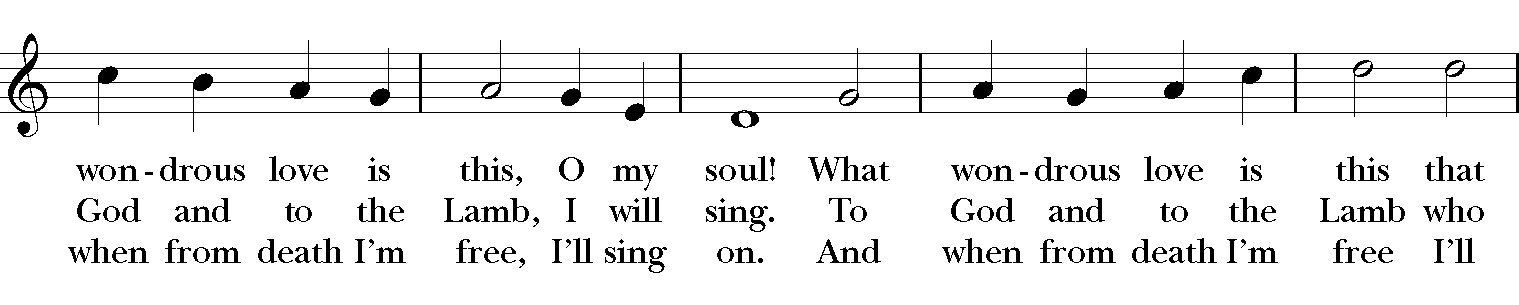 won - drous love is this, O my soul! What won - drous love is this that
God and to the Lamb, I will sing. To God and to the Lamb who
when from death I'm free, I'll sing on. And when from death I'm free I'll